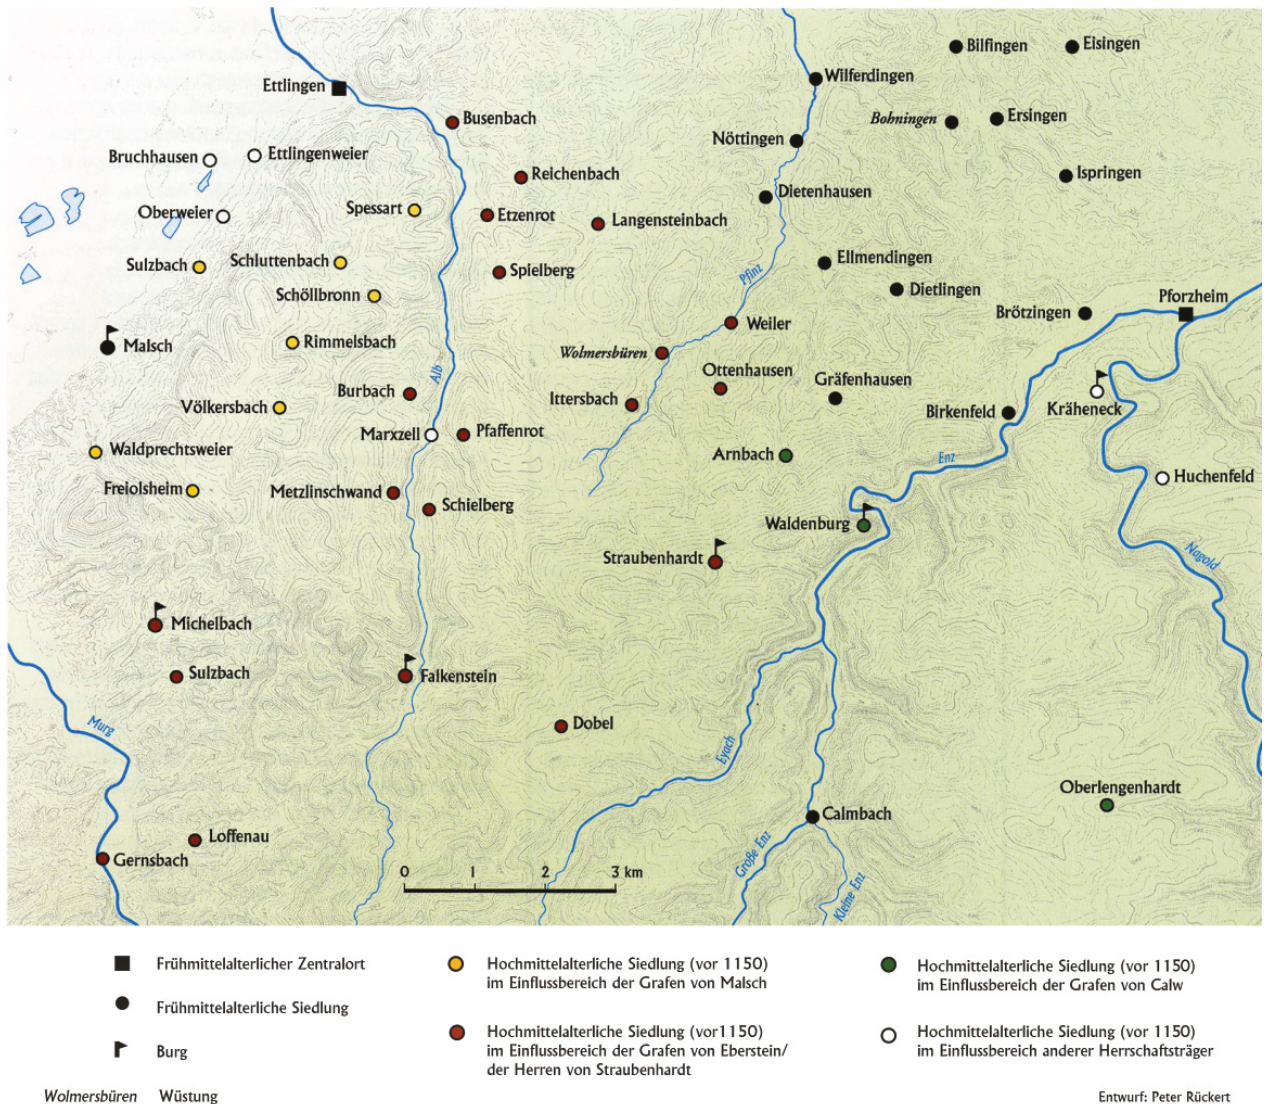 Bilfingen
Eisingen
Wilferdingen
Ettlingen
Busenbach
Bohningen
Ersingen
Nöttingen
Bruchhausen
Ettlingenweier
Reichenbach
Ispringen
Dietenhausen
Oberweier
Spessart
Etzenrot
Langensteinbach
Sulzbach
Schluttenbach
Spielberg
Pfinz
Ellmendingen
Dietlingen
Schöllbronn
Pforzheim
Brötzingen
Weiler
Malsch
Rimmelsbach
Wolmersbüren
Alb
Ottenhausen
Gräfenhausen
Burbach
Ittersbach
Völkersbach
Birkenfeld
Kräheneck
Marxzell
Pfaffenrot
Waldprechtsweier
Arnbach
Enz
Huchenfeld
Freiolsheim
Metzlinschwand
Schielberg
Waldenburg
Straubenhardt
Nagold
Michelbach
Sulzbach
Falkenstein
Murg
Dobel
Eyach
Oberlengenhardt
Calmbach
Loffenau
Gernsbach
Große Enz
Kleine Enz
0 1 2 3 km
Frühmittelalterlicher Zentralort
Frühmittelalterliche Siedlung
Burg
Wolmersbüren Wüstung
Hochmittelalterliche Siedlung (vor 1150)
im Einflussbereich der Grafen von Malsch
Hochmittelalterliche Siedlung (vor1150)
im Einflussbereich der Grafen von Eberstein/
der Herren von Straubenhardt
Hochmittelalterliche Siedlung (vor 1150)
im Einflussbereich der Grafen von Calw
Hochmittelalterliche Siedlung (vor 1150)
im Einflussbereich anderer Herrschaftsträger
Entwurf: Peter Rückert